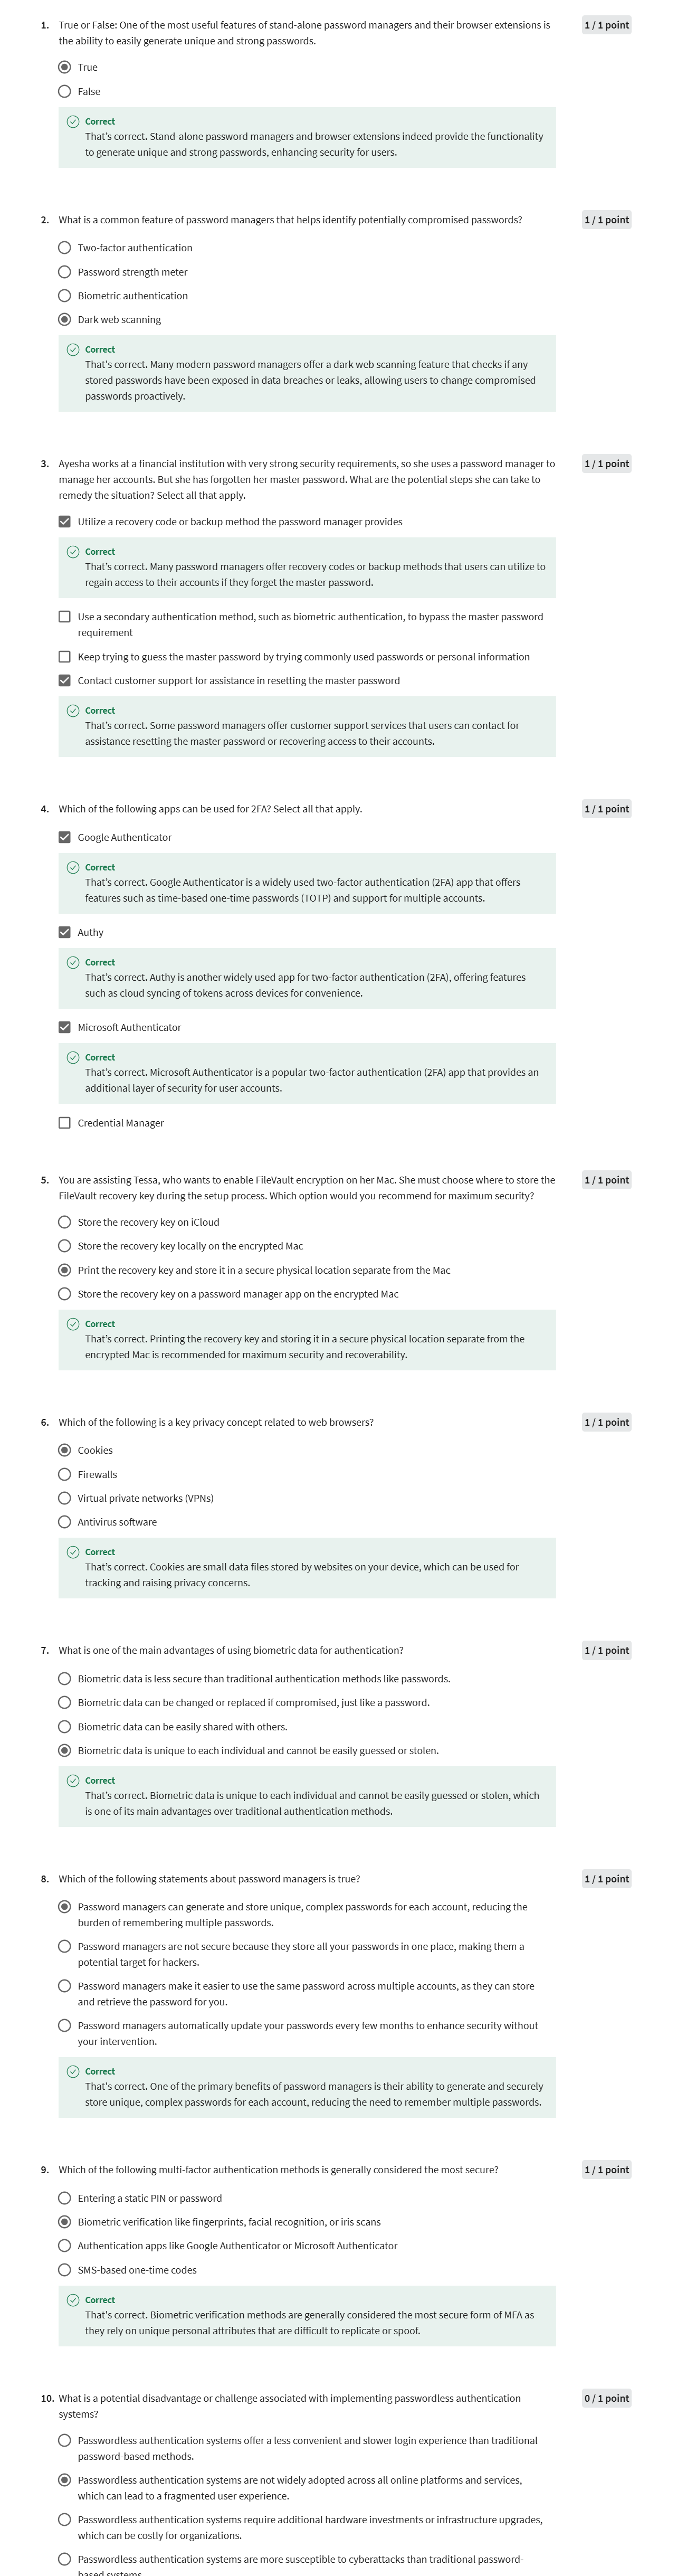 1. True or False: One of the most useful features of stand-alone password managers and their browser extensions is
the ability to easily generate unique and strong passwords.
1 / 1 point
True
False
Correct
That's correct. Stand-alone password managers and browser extensions indeed provide the functionality
to generate unique and strong passwords, enhancing security for users.
2. What is a common feature of password managers that helps identify potentially compromised passwords?
1 / 1 point
Two-factor authentication
Password strength meter
Biometric authentication
Dark web scanning
Correct
That's correct. Many modern password managers offer a dark web scanning feature that checks if any
stored passwords have been exposed in data breaches or leaks, allowing users to change compromised
passwords proactively.
3. Ayesha works at a financial institution with very strong security requirements, so she uses a password manager to
manage her accounts. But she has forgotten her master password. What are the potential steps she can take to
remedy the situation? Select all that apply.
1 / 1 point
Utilize a recovery code or backup method the password manager provides
Correct
That's correct. Many password managers offer recovery codes or backup methods that users can utilize to
regain access to their accounts if they forget the master password.
Use a secondary authentication method, such as biometric authentication, to bypass the master password
requirement
Keep trying to guess the master password by trying commonly used passwords or personal information
Contact customer support for assistance in resetting the master password
Correct
That's correct. Some password managers offer customer support services that users can contact for
assistance resetting the master password or recovering access to their accounts.
4. Which of the following apps can be used for 2FA? Select all that apply.
1 / 1 point
Google Authenticator
Correct
That's correct. Google Authenticator is a widely used two-factor authentication (2FA) app that offers
features such as time-based one-time passwords (TOTP) and support for multiple accounts.
Authy
Correct
That's correct. Authy is another widely used app for two-factor authentication (2FA), offering features
such as cloud syncing of tokens across devices for convenience.
Microsoft Authenticator
Correct
That's correct. Microsoft Authenticator is a popular two-factor authentication (2FA) app that provides an
additional layer of security for user accounts.
Credential Manager
5. You are assisting Tessa, who wants to enable FileVault encryption on her Mac. She must choose where to store the
FileVault recovery key during the setup process. Which option would you recommend for maximum security?
1 / 1 point
Store the recovery key on iCloud
Store the recovery key locally on the encrypted Mac
Print the recovery key and store it in a secure physical location separate from the Mac
Store the recovery key on a password manager app on the encrypted Mac
Correct
That's correct. Printing the recovery key and storing it in a secure physical location separate from the
encrypted Mac is recommended for maximum security and recoverability.
6. Which of the following is a key privacy concept related to web browsers?
1 / 1 point
Cookies
Firewalls
Virtual private networks (VPNs)
Antivirus software
Correct
That's correct. Cookies are small data files stored by websites on your device, which can be used for
tracking and raising privacy concerns.
7. What is one of the main advantages of using biometric data for authentication?
1 / 1 point
Biometric data is less secure than traditional authentication methods like passwords.
Biometric data can be changed or replaced if compromised, just like a password.
Biometric data can be easily shared with others.
Biometric data is unique to each individual and cannot be easily guessed or stolen.
Correct
That's correct. Biometric data is unique to each individual and cannot be easily guessed or stolen, which
is one of its main advantages over traditional authentication methods.
8. Which of the following statements about password managers is true?
1 / 1 point
Password managers can generate and store unique, complex passwords for each account, reducing the
burden of remembering multiple passwords.
Password managers are not secure because they store all your passwords in one place, making them a
potential target for hackers.
Password managers make it easier to use the same password across multiple accounts, as they can store
and retrieve the password for you.
Password managers automatically update your passwords every few months to enhance security without
your intervention.
Correct
That's correct. One of the primary benefits of password managers is their ability to generate and securely
store unique, complex passwords for each account, reducing the need to remember multiple passwords.
9. Which of the following multi-factor authentication methods is generally considered the most secure?
1 / 1 point
Entering a static PIN or password
Biometric verification like fingerprints, facial recognition, or iris scans
Authentication apps like Google Authenticator or Microsoft Authenticator
SMS-based one-time codes
Correct
That's correct. Biometric verification methods are generally considered the most secure form of MFA as
they rely on unique personal attributes that are difficult to replicate or spoof.
10. What is a potential disadvantage or challenge associated with implementing passwordless authentication
systems?
0 / 1 point
Passwordless authentication systems offer a less convenient and slower login experience than traditional
password-based methods.
Passwordless authentication systems are not widely adopted across all online platforms and services,
which can lead to a fragmented user experience.
Passwordless authentication systems require additional hardware investments or infrastructure upgrades,
which can be costly for organizations.
Passwordless authentication systems are more susceptible to cyberattacks than traditional password-
based systems.